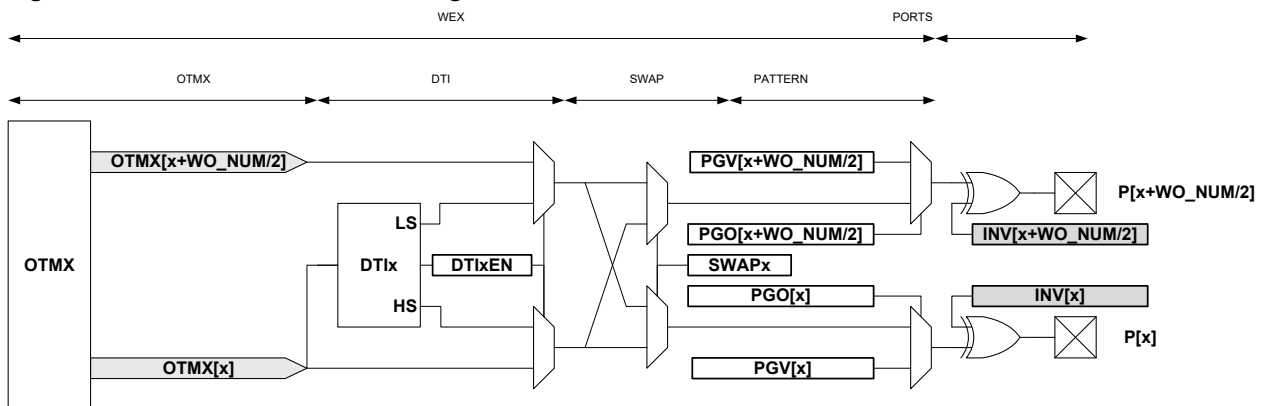 WEX PORTS
OTMX DTI SWAP PATTERN
OTMX[x+WO_NUM/2] PGV[x+WO_NUM/2]
P[x+WO_NUM/2]
LS
PGO[x+WO_NUM/2] INV[x+WO_NUM/2]
OTMX DTIx DTIxEN SWAPx
PGO[x] INV[x]
HS
P[x]
OTMX[x] PGV[x]